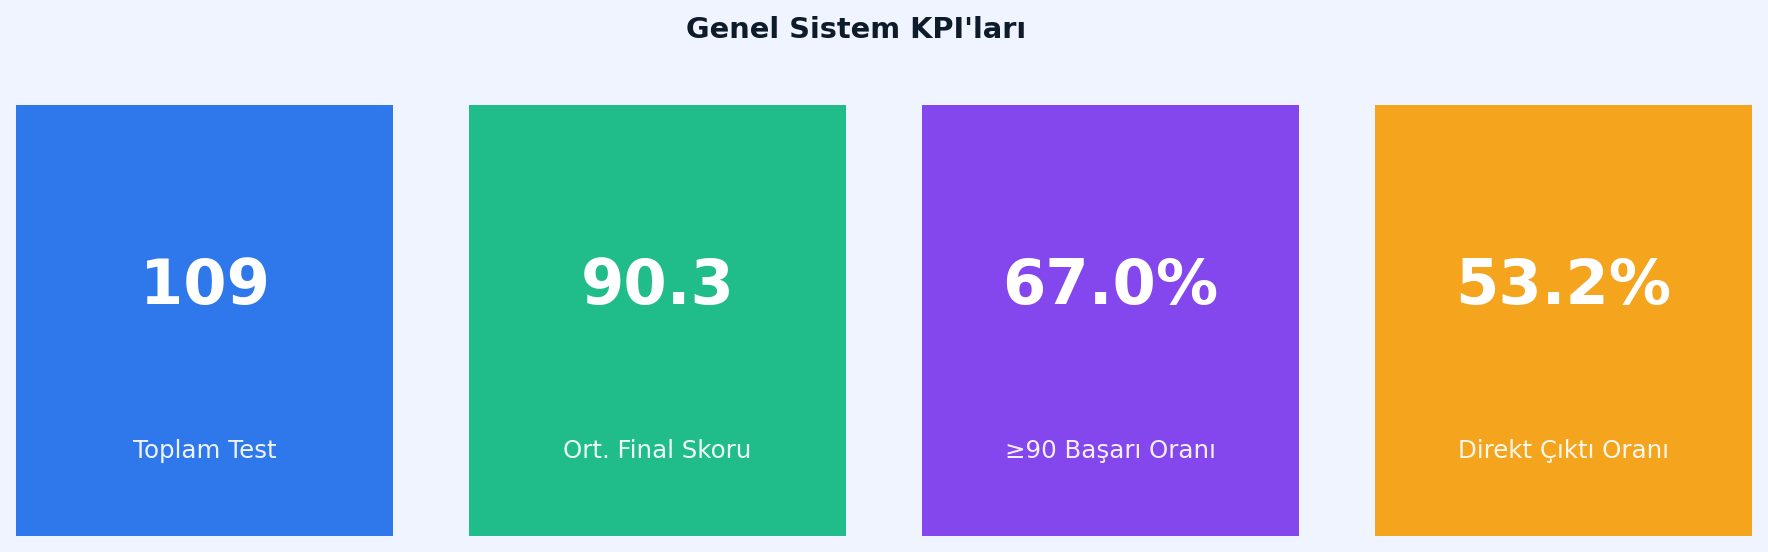 Genel Sistem KPI'ları
109
Toplam Test
90.3
Ort. Final Skoru
67.0%
≥90 Başarı Oranı
53.2%
Direkt Çıktı Oranı